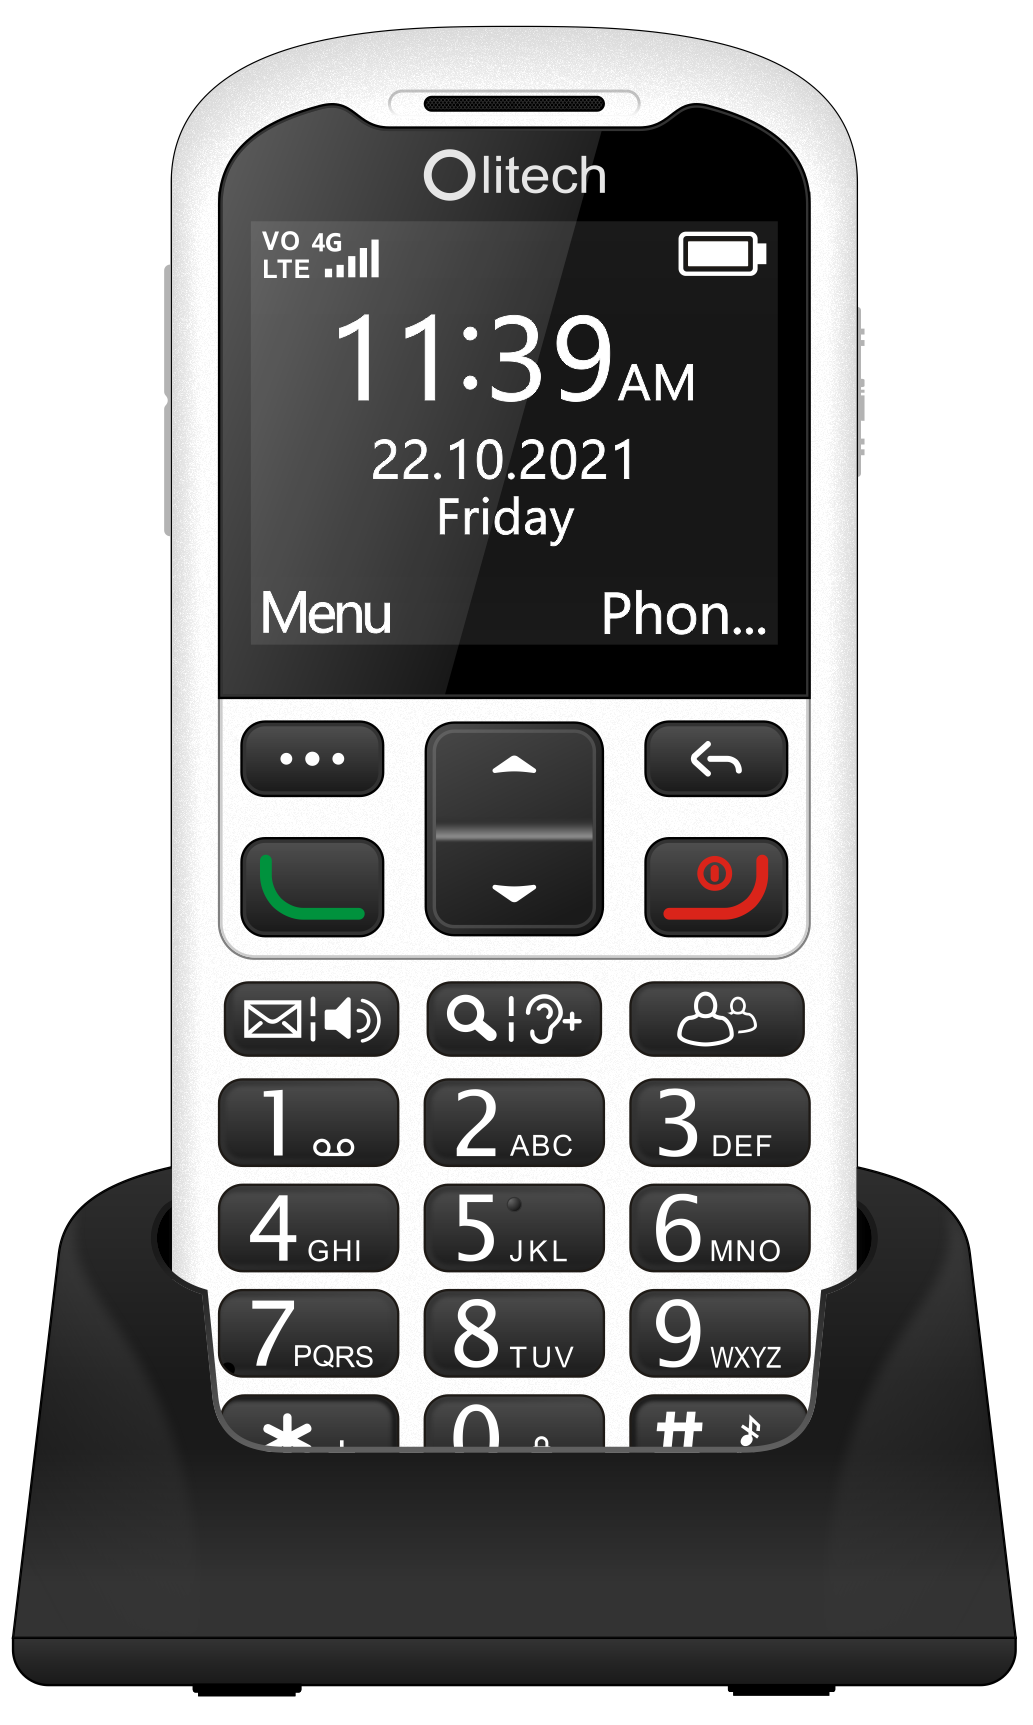 Olitech
VO 4G
LTE
11:39AM
22.10.2021
Friday
Menu Phon...
1 2 ABC 3 DEF
4 GHI 5 JKL 6 MNO
7 PQRS 8 TUV 9 WXYZ
* + 0 #